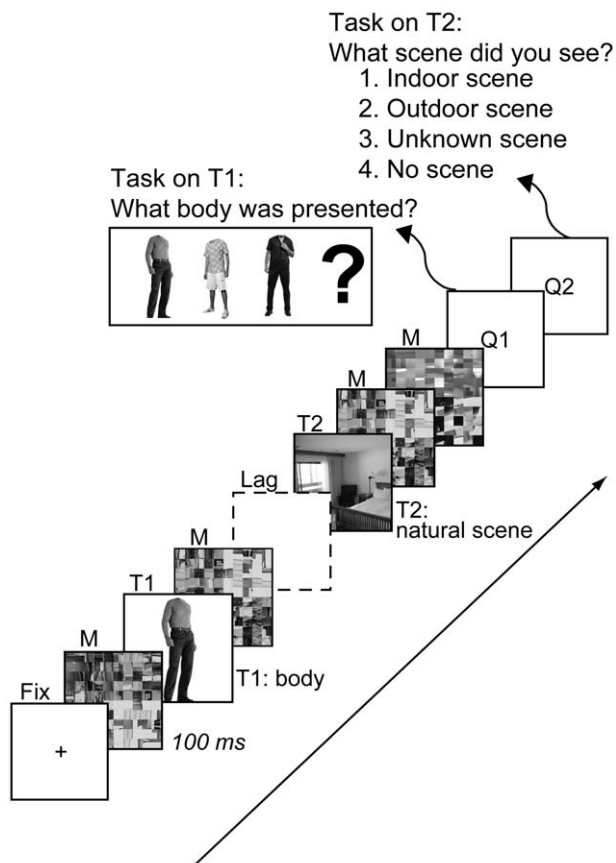 Task on T2:
What scene did you see?
1. Indoor scene
2. Outdoor scene
3. Unknown scene
4. No scene
Task on T1:
What body was presented?
?
Q2
Q1
M
M
T2
Lag
T2:
natural scene
M
T1
T1: body
M
Fix
100 ms
+